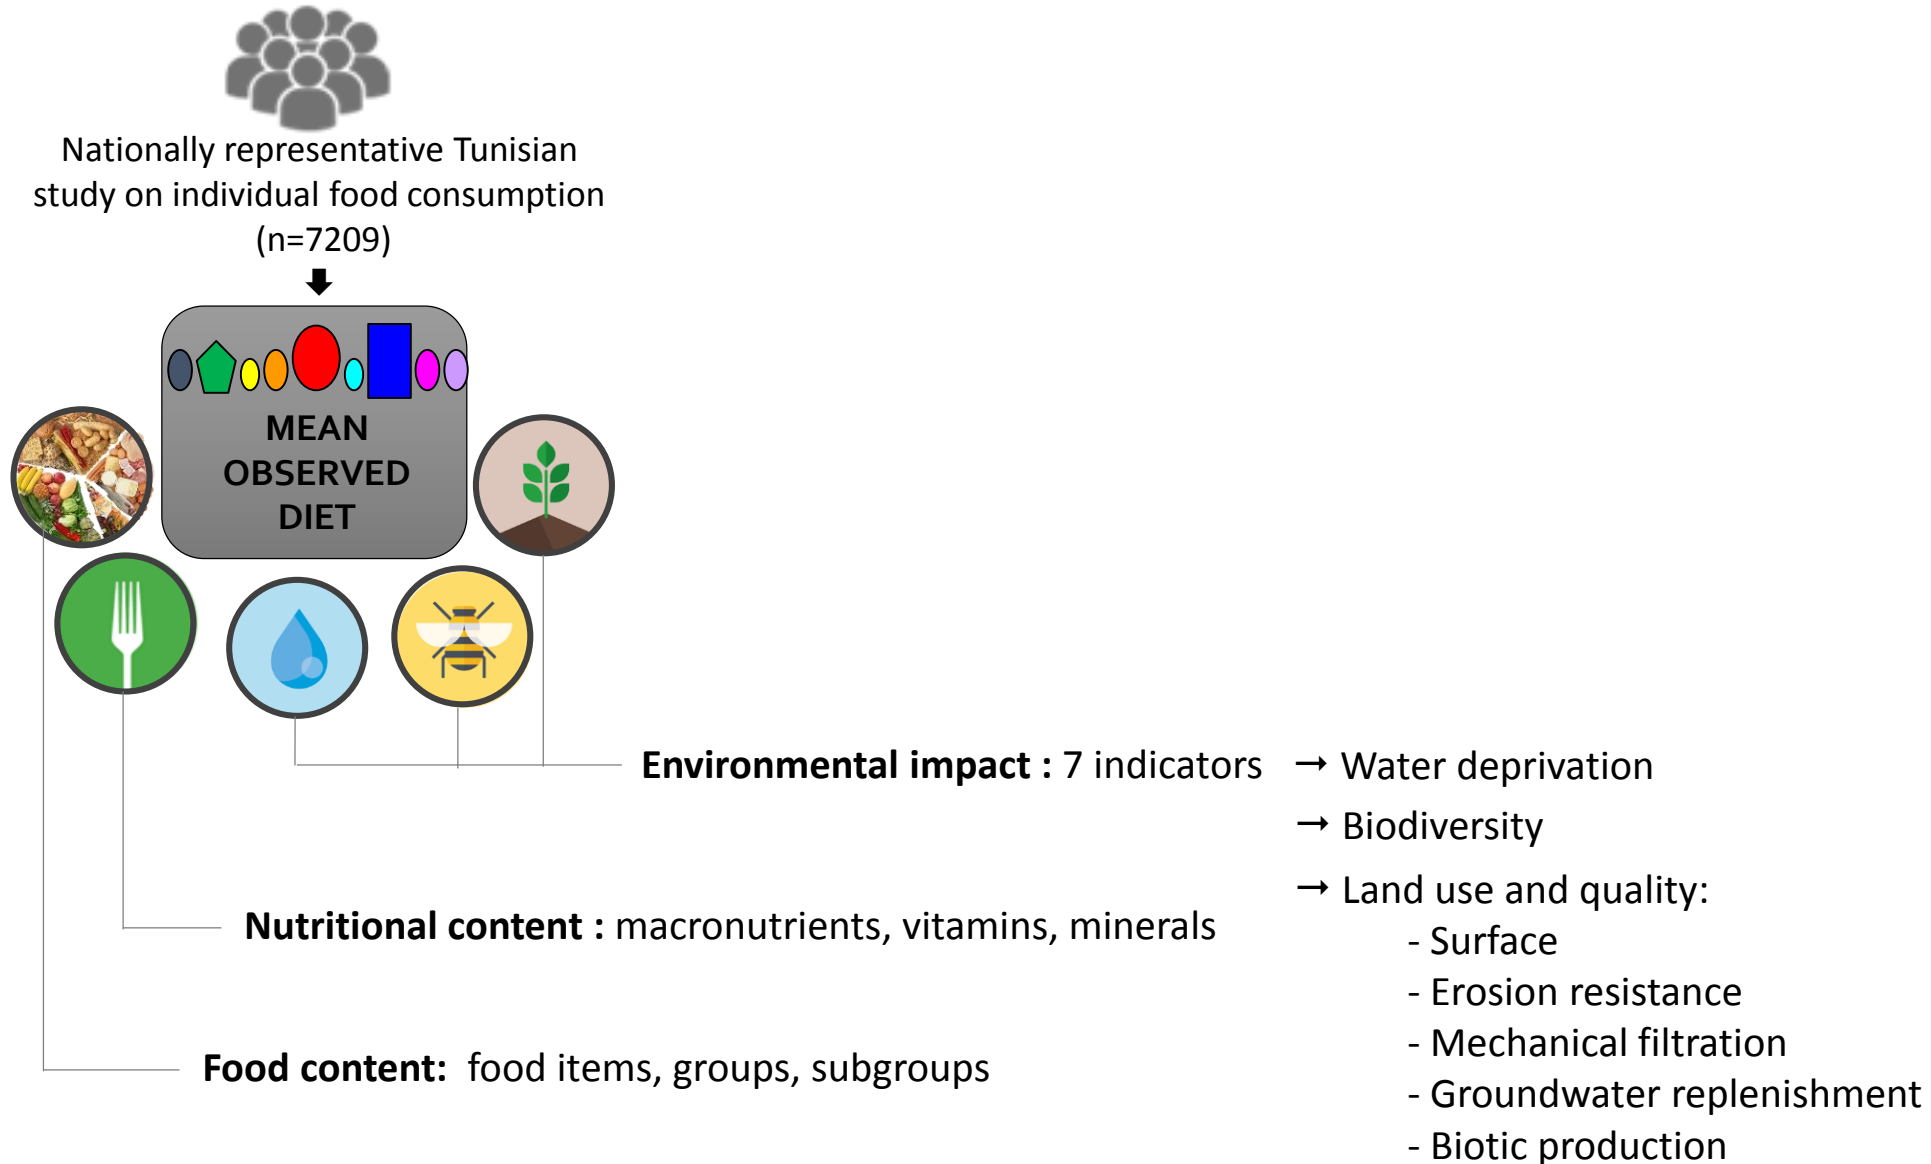 Nationally representative Tunisian
study on individual food consumption
(n=7209)
MEAN
OBSERVED
DIET
Environmental impact : 7 indicators
→ Water deprivation
→ Biodiversity
→ Land use and quality:
- Surface
- Erosion resistance
- Mechanical filtration
- Groundwater replenishment
- Biotic production
Nutritional content : macronutrients, vitamins, minerals
Food content: food items, groups, subgroups